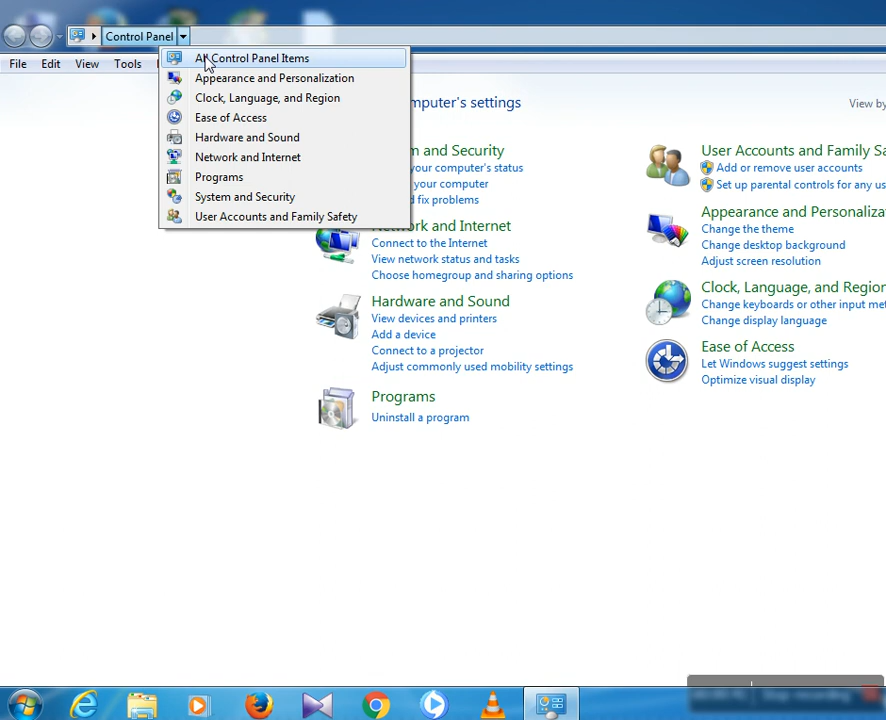 Control Panel
File Edit View Tools
All Control Panel Items
Appearance and Personalization
Clock, Language, and Region
Ease of Access
Hardware and Sound
Network and Internet
Programs
System and Security
User Accounts and Family Safety
mputer's settings
View by
m and Security
your computer's status
your computer
d fix problems
Network and Internet
Connect to the Internet
View network status and tasks
Choose homegroup and sharing options
Hardware and Sound
View devices and printers
Add a device
Connect to a projector
Adjust commonly used mobility settings
Programs
Uninstall a program
User Accounts and Family Sa
Add or remove user accounts
Set up parental controls for any us
Appearance and Personaliza
Change the theme
Change desktop background
Adjust screen resolution
Clock, Language, and Region
Change keyboards or other input met
Change display language
Ease of Access
Let Windows suggest settings
Optimize visual display
Stop recording